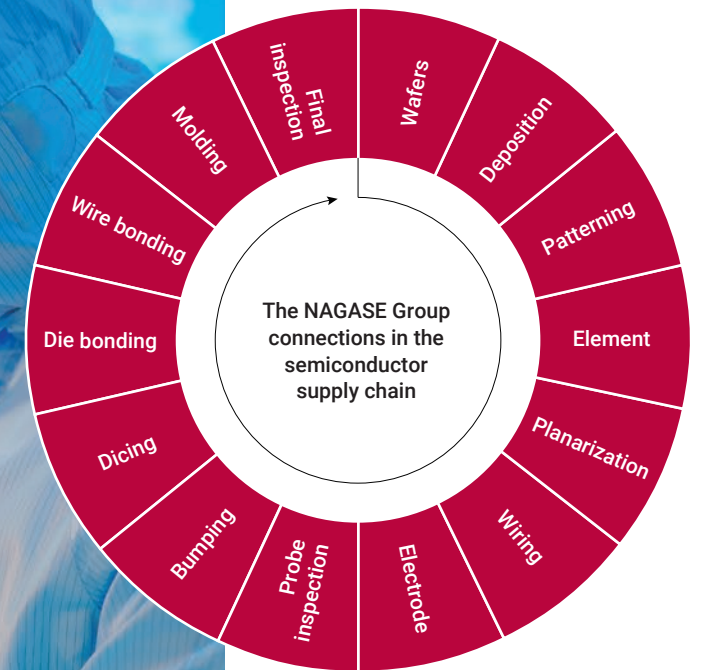 The NAGASE Group
connections in the
semiconductor
supply chain
Wafers
Deposition
Patterning
Element
Planarization
Wiring
Electrode
Probe
inspection
Bumping
Dicing
Die bonding
Wire bonding
Molding
Final
inspection